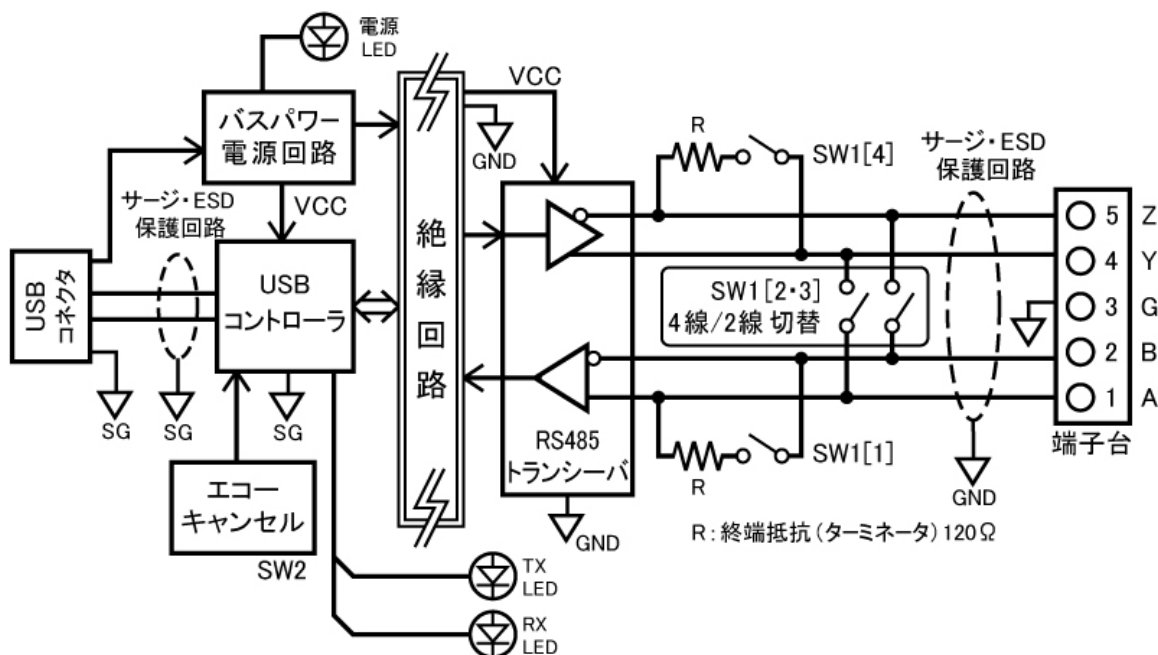 電源
LED
バスパワー
電源回路
VCC
サージ・ESD
保護回路
USB
コネクタ
USB
コントローラ
SG
SG
SG
エコー
キャンセル
SW2
TX
LED
RX
LED
絶縁回路
VCC
GND
RS485
トランシーバ
GND
R
SW1[4]
SW1[2・3]
4線/2線 切替
R
SW1[1]
サージ・ESD
保護回路
GND
5 Z
4 Y
3 G
2 B
1 A
端子台
R:終端抵抗(ターミネータ)120Ω